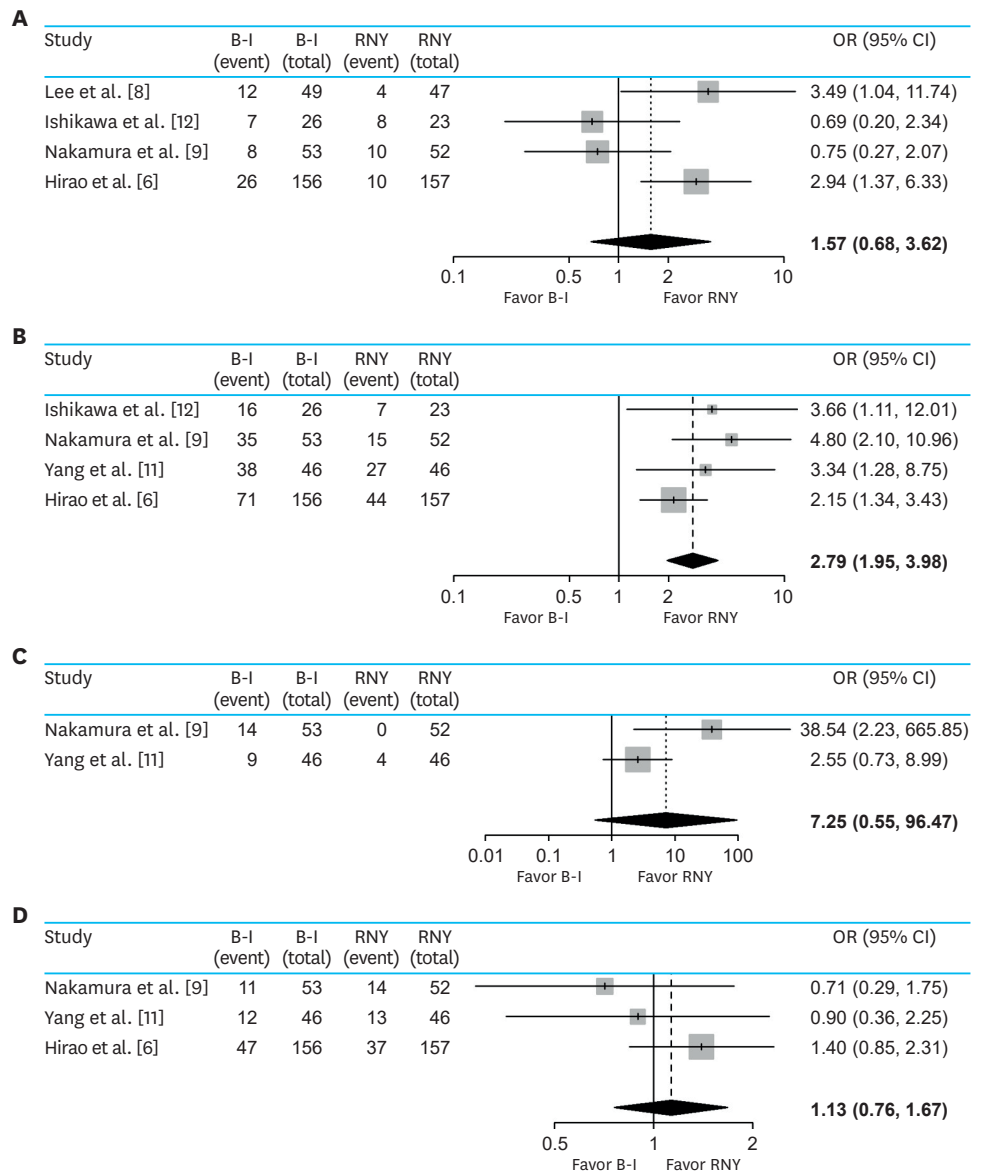 A
Study B-I RNY B-I RNY OR (95% CI)
(event) (total) (event) (total)
Lee et al. [8] 12 49 4 47 3.49 (1.04, 11.74)
Ishikawa et al. [12] 7 26 8 23 0.69 (0.20, 2.34)
Nakamura et al. [9] 8 53 10 52 0.75 (0.27, 2.07)
Hirao et al. [6] 26 156 10 157 2.94 (1.37, 6.33)
1.57 (0.68, 3.62)
0.1 0.5 1 2 10
Favor B-I Favor RNY
B
Study B-I B-I RNY RNY OR (95% CI)
(event) (total) (event) (total)
Ishikawa et al. [12] 16 26 7 23 3.66 (1.11, 12.01)
Nakamura et al. [9] 35 53 15 52 4.80 (2.10, 10.96)
Yang et al. [11] 38 46 27 46 3.34 (1.28, 8.75)
Hirao et al. [6] 71 156 44 157 2.15 (1.34, 3.43)
2.79 (1.95, 3.98)
0.1 0.5 1 2 10
Favor B-I Favor RNY
C
Study B-I B-I RNY RNY OR (95% CI)
(event) (total) (event) (total)
Nakamura et al. [9] 14 53 0 52 38.54 (2.23, 665.85)
Yang et al. [11] 9 46 4 46 2.55 (0.73, 8.99)
7.25 (0.55, 96.47)
0.01 0.1 1 10 100
Favor B-I Favor RNY
D
Study B-I B-I RNY RNY OR (95% CI)
(event) (total) (event) (total)
Nakamura et al. [9] 11 53 14 52 0.71 (0.29, 1.75)
Yang et al. [11] 12 46 13 46 0.90 (0.36, 2.25)
Hirao et al. [6] 47 156 37 157 1.40 (0.85, 2.31)
1.13 (0.76, 1.67)
0.5 1 2
Favor B-I Favor RNY